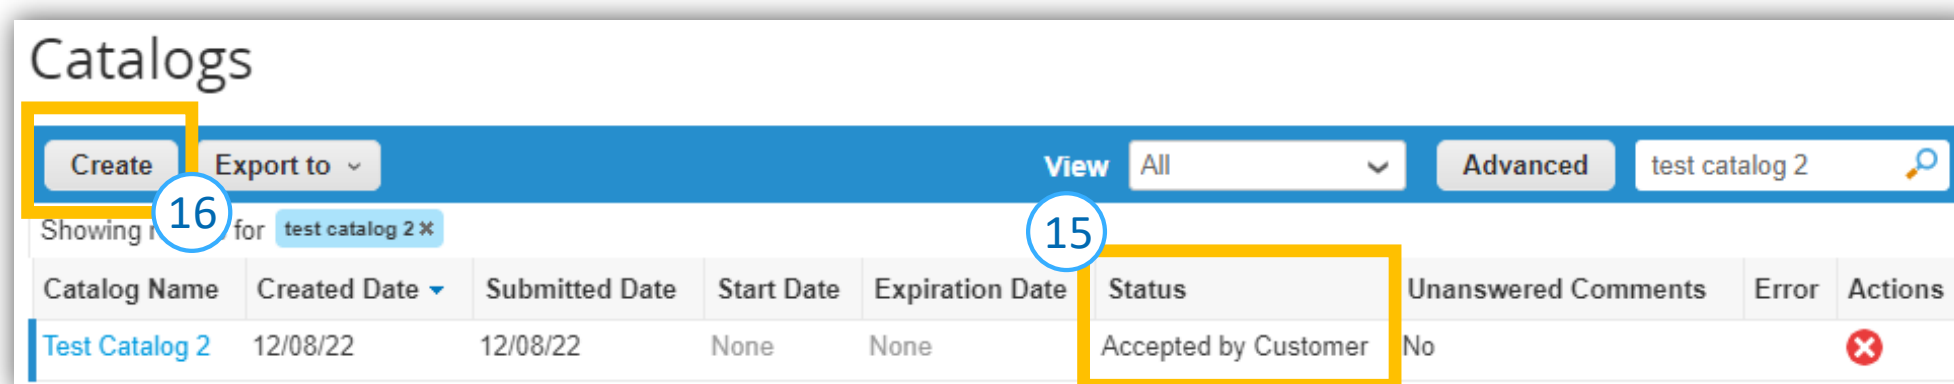 Catalogs
Create Export to View All Advanced test catalog 2
16 15
Showing for test catalog 2 ×
Catalog Name Created Date Submitted Date Start Date Expiration Date Status Unanswered Comments Error Actions
Test Catalog 2 12/08/22 12/08/22 None None Accepted by Customer No